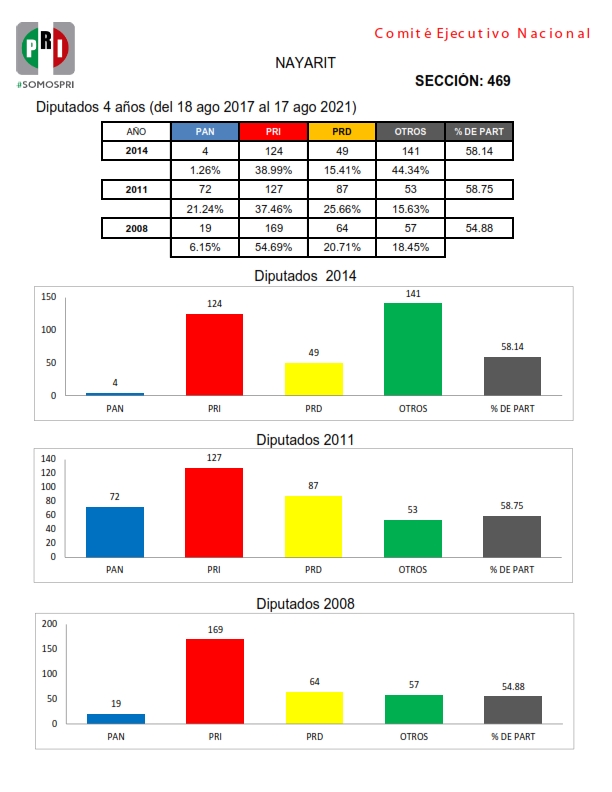 Comité Ejecutivo Nacional
PRI
#SOMOSPRI
NAYARIT
SECCIÓN: 469
Diputados 4 años (del 18 ago 2017 al 17 ago 2021)
AÑO PAN PRI PRD OTROS % DE PART
2014 4 124 49 141 58.14
1.26% 38.99% 15.41% 44.34%
2011 72 127 87 53 58.75
21.24% 37.46% 25.66% 15.63%
2008 19 169 64 57 54.88
6.15% 54.69% 20.71% 18.45%
Diputados 2014
150
100
50
0
4 124 49 141 58.14
PAN PRI PRD OTROS % DE PART
Diputados 2011
140
120
100
80
60
40
20
0
72 127 87 53 58.75
PAN PRI PRD OTROS % DE PART
Diputados 2008
200
150
100
50
0
19 169 64 57 54.88
PAN PRI PRD OTROS % DE PART